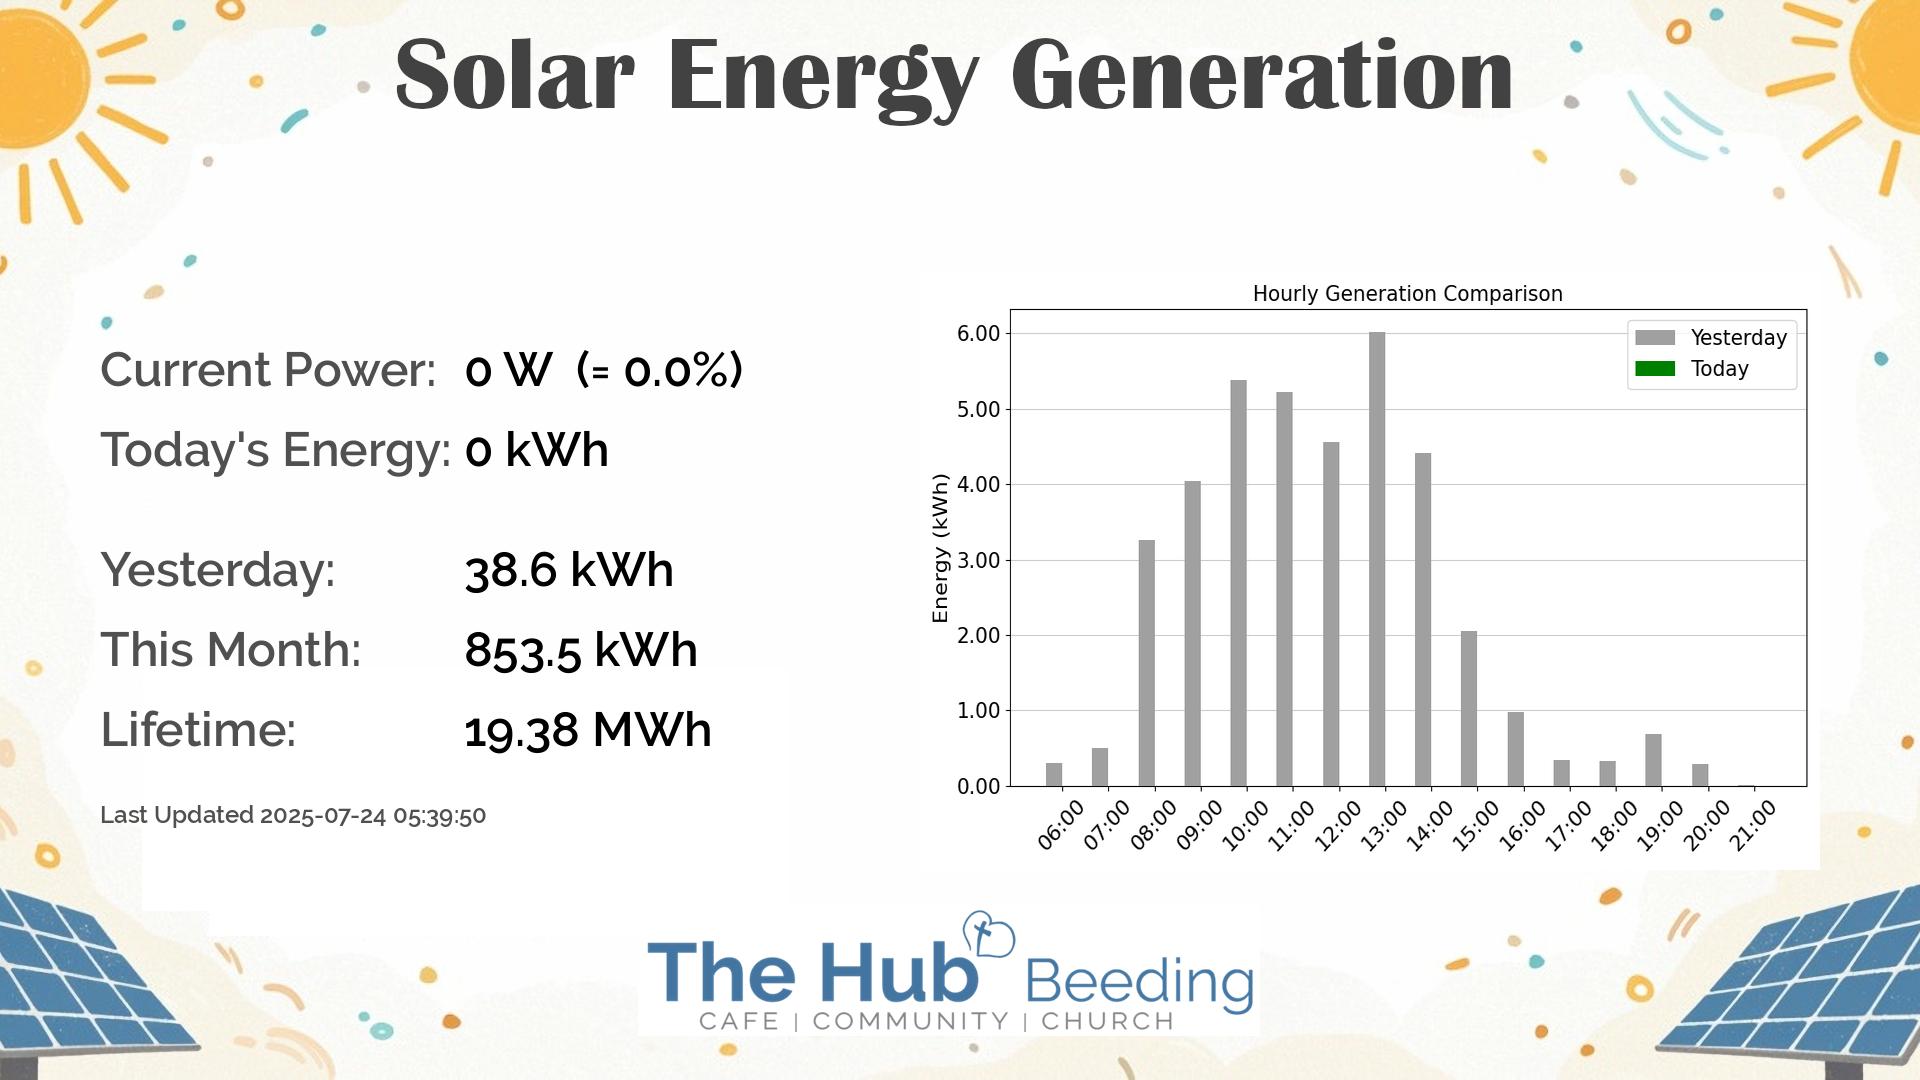 Solar Energy Generation
Current Power: 0 W (= 0.0%)
Today's Energy: 0 kWh
Yesterday: 38.6 kWh
This Month: 853.5 kWh
Lifetime: 19.38 MWh
Last Updated 2025-07-24 05:39:50
Hourly Generation Comparison
Yesterday
Today
Energy (kWh)
6.00
5.00
4.00
3.00
2.00
1.00
0.00
06:00 07:00 08:00 09:00 10:00 11:00 12:00 13:00 14:00 15:00 16:00 17:00 18:00 19:00 20:00 21:00
The Hub Beeding
CAFE | COMMUNITY | CHURCH